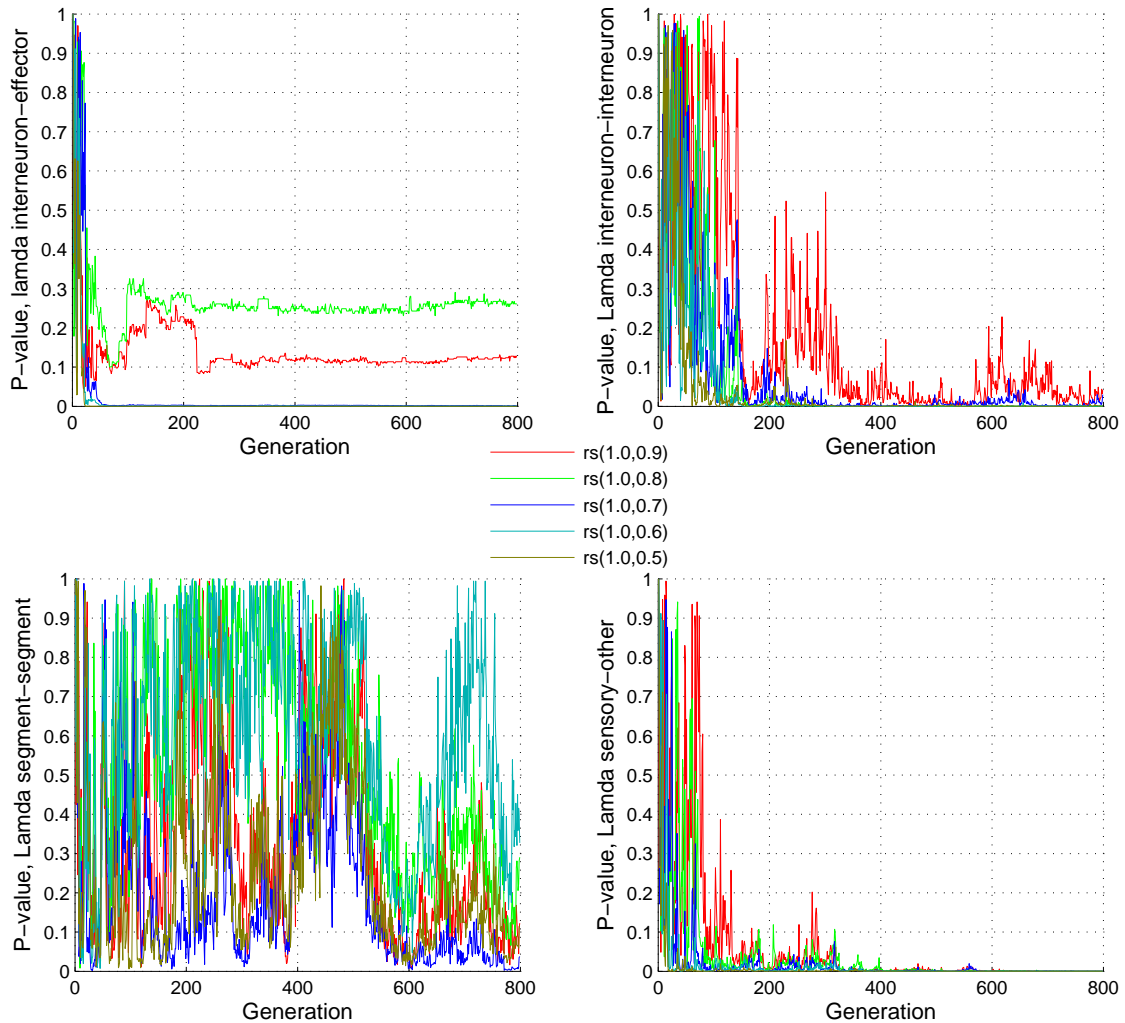 P-value, lamda interneuron-effector
1
0.9
0.8
0.7
0.6
0.5
0.4
0.3
0.2
0.1
0
0 200 400 600 800
Generation
P-value, Lamda interneuron-interneuron
1
0.9
0.8
0.7
0.6
0.5
0.4
0.3
0.2
0.1
0
0 200 400 600 800
Generation
rs(1.0,0.9)
rs(1.0,0.8)
rs(1.0,0.7)
rs(1.0,0.6)
rs(1.0,0.5)
P-value, Lamda segment-segment
1
0.9
0.8
0.7
0.6
0.5
0.4
0.3
0.2
0.1
0
0 200 400 600 800
Generation
P-value, Lamda sensory-other
1
0.9
0.8
0.7
0.6
0.5
0.4
0.3
0.2
0.1
0
0 200 400 600 800
Generation